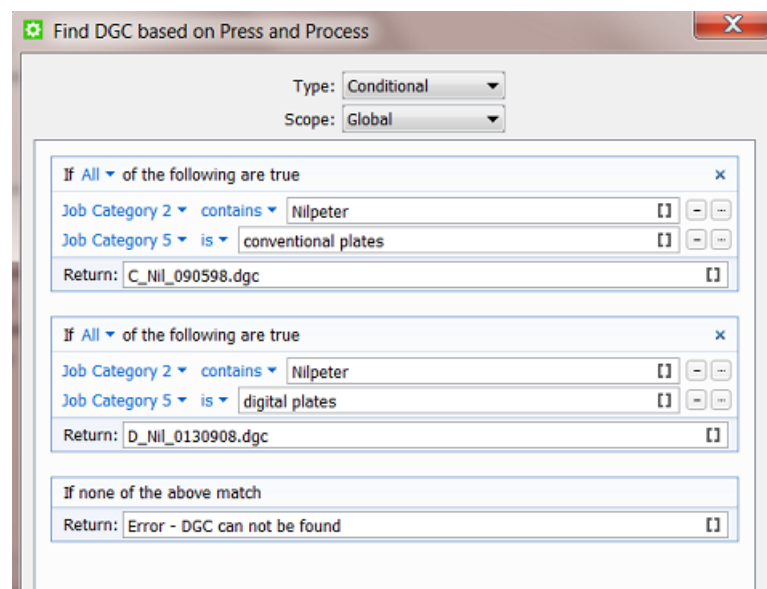 Find DGC based on Press and Process
Type: Conditional
Scope: Global
If All of the following are true
Job Category 2 contains Nilpeter []
Job Category 5 is conventional plates []
Return: C_Nil_090598.dgc []
If All of the following are true
Job Category 2 contains Nilpeter []
Job Category 5 is digital plates []
Return: D_Nil_0130908.dgc []
If none of the above match
Return: Error - DGC can not be found []